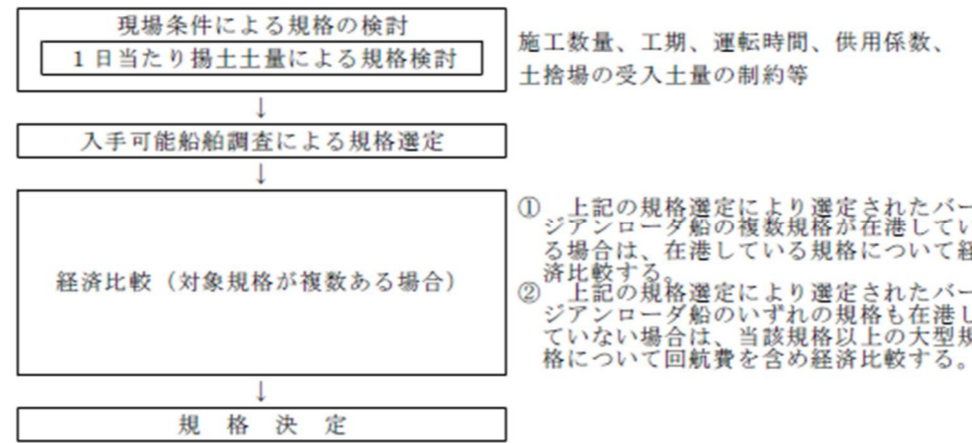 現場条件による規格の検討
1日当たり揚土土量による規格検討
施工数量、工期、運転時間、供用係数、
土捨場の受入土量の制約等
↓
入手可能船舶調査による規格選定
↓
経済比較（対象規格が複数ある場合）
① 上記の規格選定により選定されたバー
ジアンローダ船の複数規格が在港してい
る場合は、在港している規格について経
済比較する。
② 上記の規格選定により選定されたバー
ジアンローダ船のいずれの規格も在港し
ていない場合は、当該規格以上の大型規
格について回航費を含め経済比較する。
↓
規 格 決 定